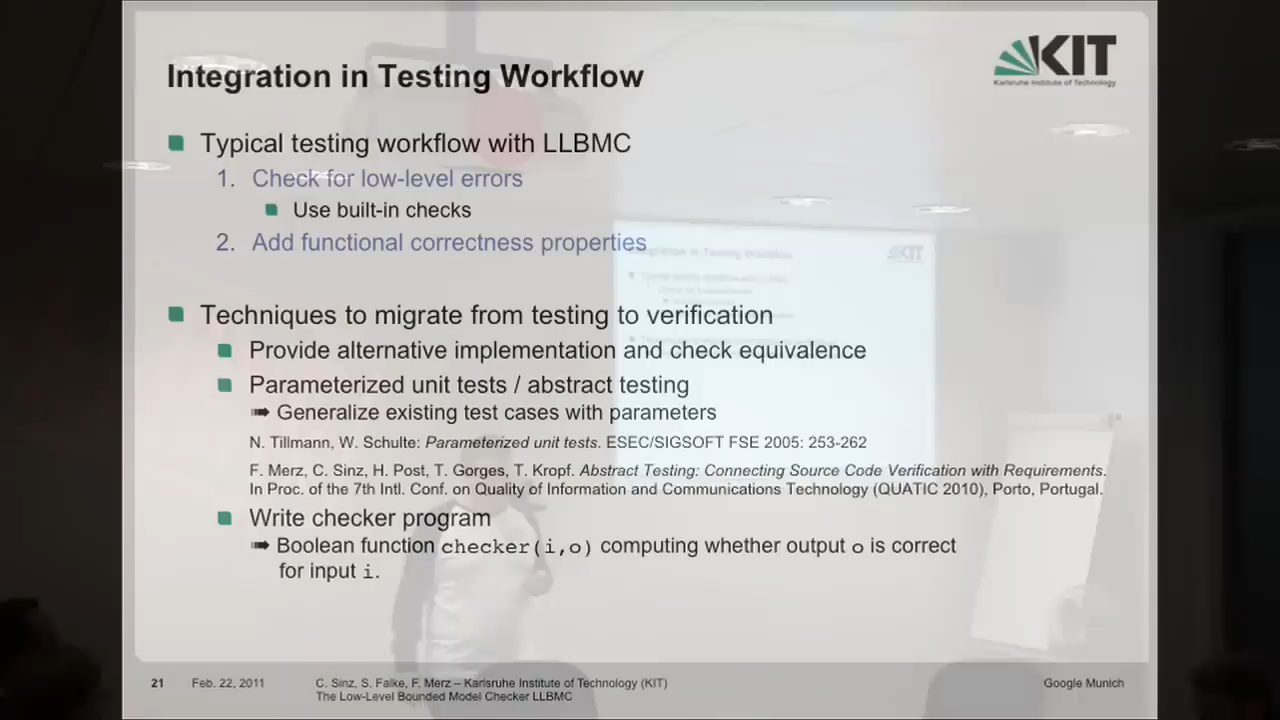 KIT
Karlsruhe Institute of Technology
Integration in Testing Workflow
Typical testing workflow with LLBMC
1. Check for low-level errors
Use built-in checks
2. Add functional correctness properties
Techniques to migrate from testing to verification
Provide alternative implementation and check equivalence
Parameterized unit tests / abstract testing
➠ Generalize existing test cases with parameters
N. Tillmann, W. Schulte: Parameterized unit tests. ESEC/SIGSOFT FSE 2005: 253-262
F. Merz, C. Sinz, H. Post, T. Gorges, T. Kropf. Abstract Testing: Connecting Source Code Verification with Requirements.
In Proc. of the 7th Intl. Conf. on Quality of Information and Communications Technology (QUATIC 2010), Porto, Portugal.
Write checker program
➠ Boolean function checker(i,o) computing whether output o is correct
for input i.
21 Feb. 22, 2011 C. Sinz, S. Falke, F. Merz – Karlsruhe Institute of Technology (KIT) Google Munich
The Low-Level Bounded Model Checker LLBMC
Integration in Testing Workflow
KIT